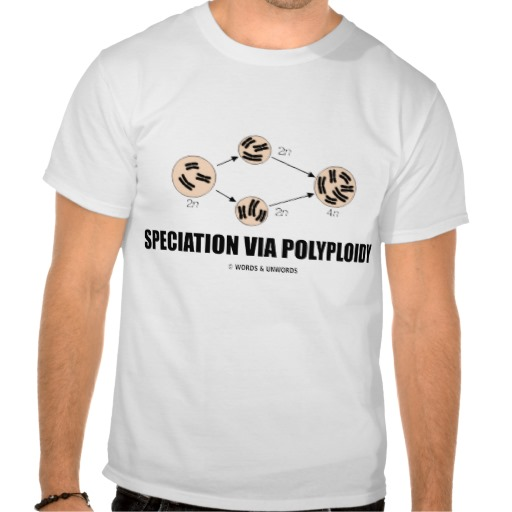 2n
2n
2n
4n
SPECIATION VIA POLYPLOIDY
© WORDS & UNWORDS